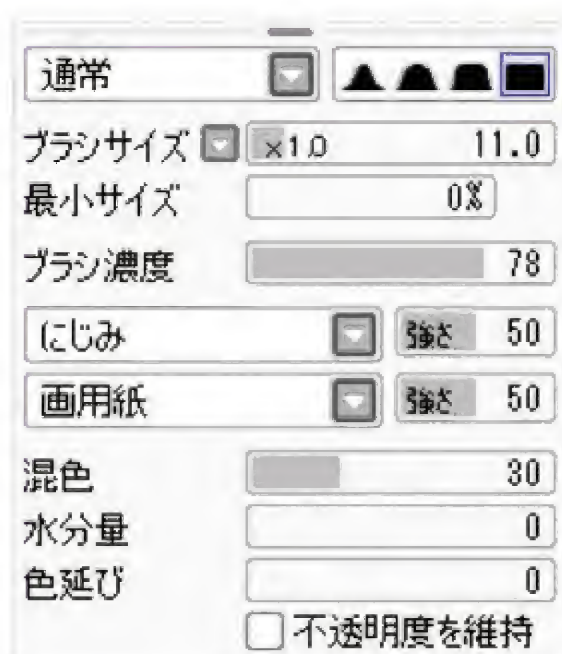 通常
ブラシサイズ ×1.0 11.0
最小サイズ 0%
ブラシ濃度 78
にじみ 強さ 50
画用紙 強さ 50
混色 30
水分量 0
色延び 0
不透明度を維持